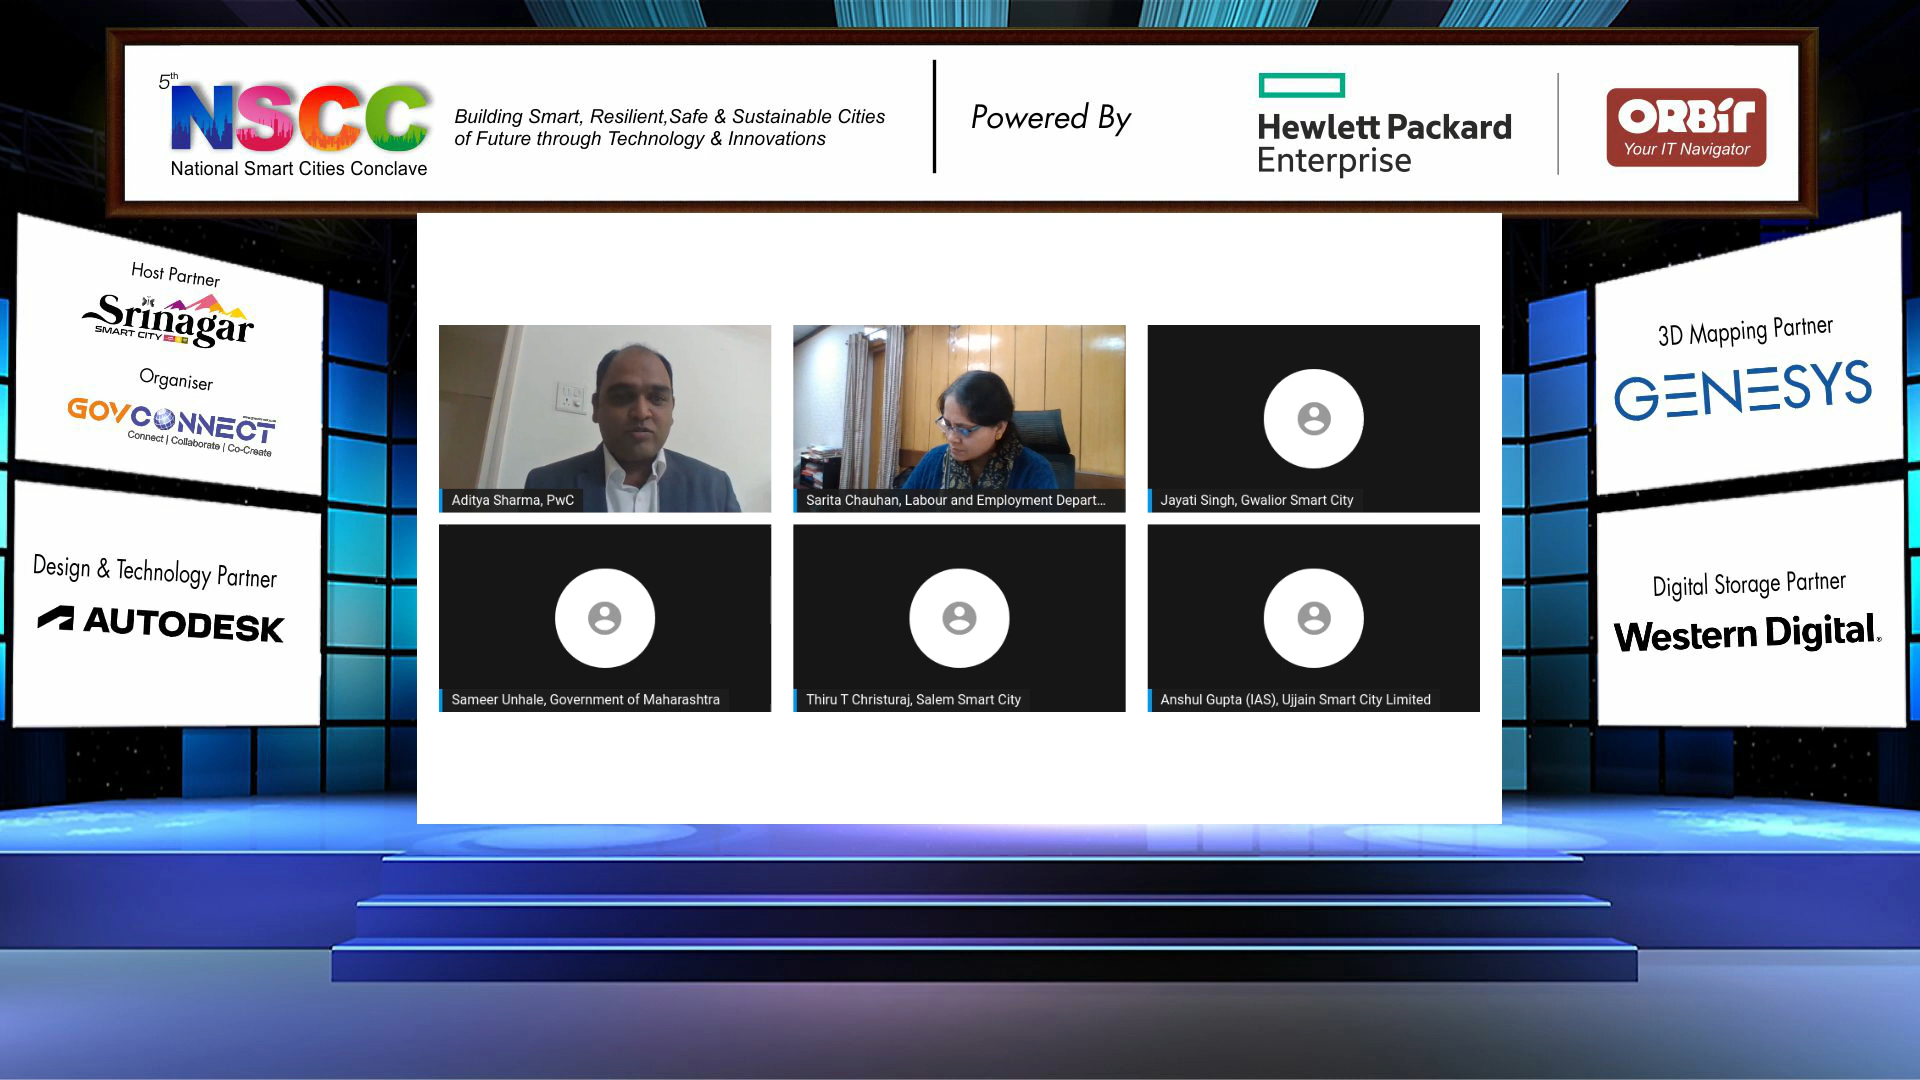 5th
NSCC
National Smart Cities Conclave
Building Smart, Resilient,Safe & Sustainable Cities
of Future through Technology & Innovations
Powered By
Hewlett Packard
Enterprise
ORBIT
Your IT Navigator
Host Partner
Srinagar
SMART CITY
Organiser
GOVCONNECT
Connect | Collaborate | Co-Create
Design & Technology Partner
AUTODESK
Aditya Sharma, PwC
Sarita Chauhan, Labour and Employment Depart...
Jayati Singh, Gwalior Smart City
Sameer Unhale, Government of Maharashtra
Thiru T Christuraj, Salem Smart City
Anshul Gupta (IAS), Ujjain Smart City Limited
3D Mapping Partner
GENESYS
Digital Storage Partner
Western Digital.